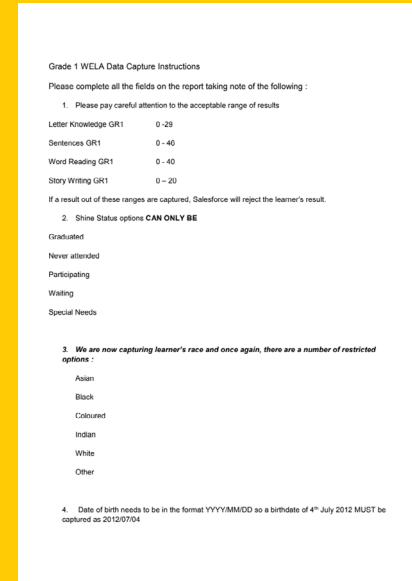 Grade 1 WELA Data Capture Instructions
Please complete all the fields on the report taking note of the following :
1. Please pay careful attention to the acceptable range of results
Letter Knowledge GR1 0 -29
Sentences GR1 0 - 46
Word Reading GR1 0 - 40
Story Writing GR1 0 – 20
If a result out of these ranges are captured, Salesforce will reject the learner's result.
2. Shine Status options CAN ONLY BE
Graduated
Never attended
Participating
Waiting
Special Needs
3. We are now capturing learner's race and once again, there are a number of restricted
options :
Asian
Black
Coloured
Indian
White
Other
4. Date of birth needs to be in the format YYYY/MM/DD so a birthdate of 4th July 2012 MUST be
captured as 2012/07/04